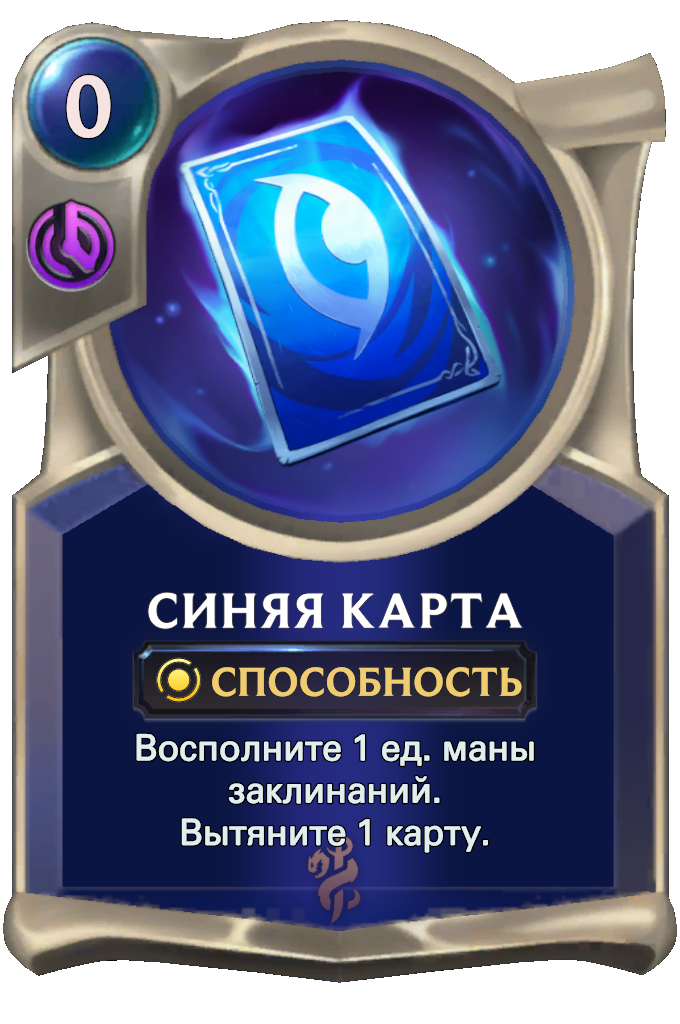 0
СИНЯЯ КАРТА
СПОСОБНОСТЬ
Восполните 1 ед. маны
заклинаний.
Вытяните 1 карту.